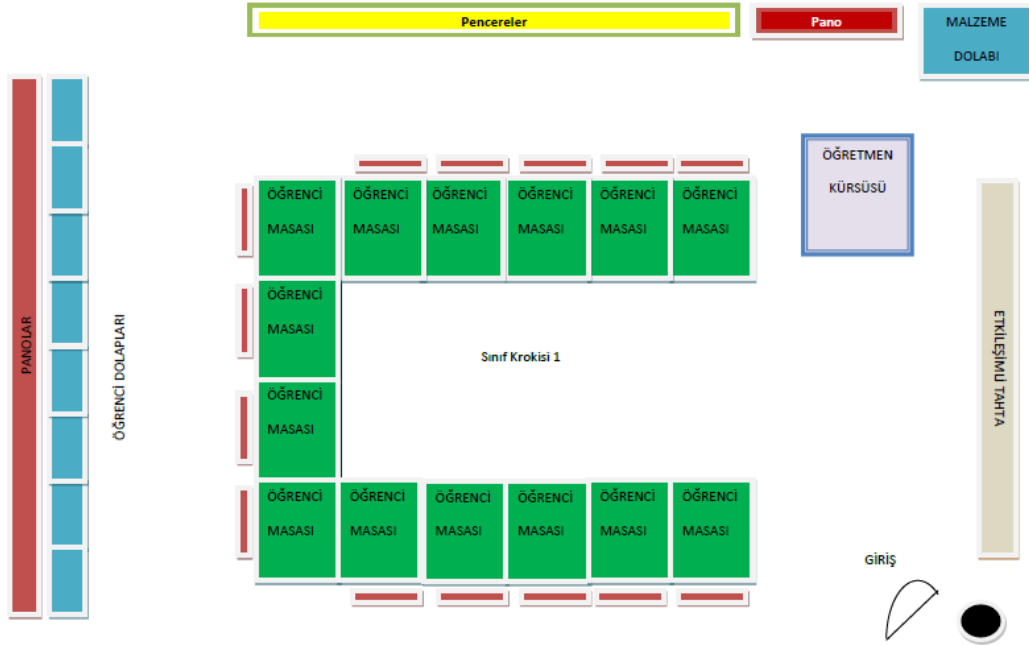 Pencereler
Pano
MALZEME
DOLABI
ÖĞRETMEN
KÜRSÜSÜ
ÖĞRENCİ
MASASI
ÖĞRENCİ
MASASI
ÖĞRENCİ
MASASI
ÖĞRENCİ
MASASI
ÖĞRENCİ
MASASI
ÖĞRENCİ
MASASI
ÖĞRENCİ
MASASI
PANOLAR
ÖĞRENCİ DOLAPLARI
Sınıf Krokisi 1
ETKİLEŞİMLİ TAHTA
ÖĞRENCİ
MASASI
ÖĞRENCİ
MASASI
ÖĞRENCİ
MASASI
ÖĞRENCİ
MASASI
ÖĞRENCİ
MASASI
ÖĞRENCİ
MASASI
ÖĞRENCİ
MASASI
GİRİŞ